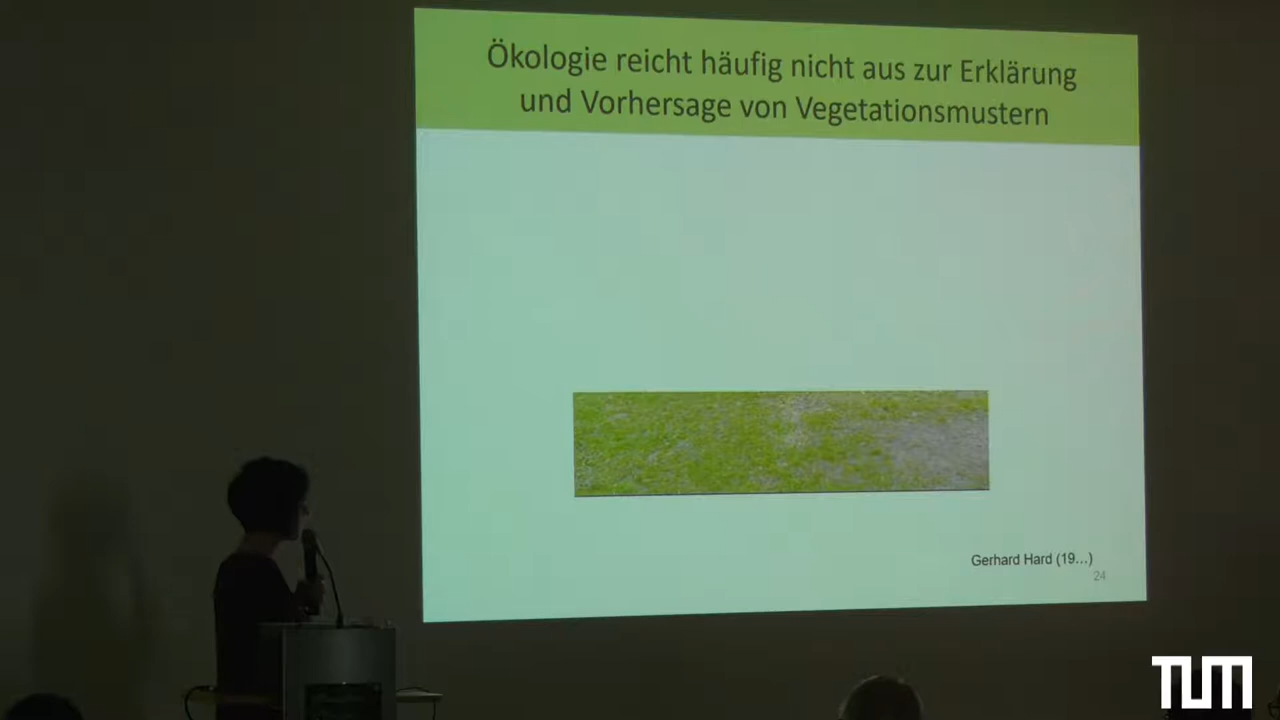 Ökologie reicht häufig nicht aus zur Erklärung
und Vorhersage von Vegetationsmustern
Gerhard Hard (19...)
24
TUM